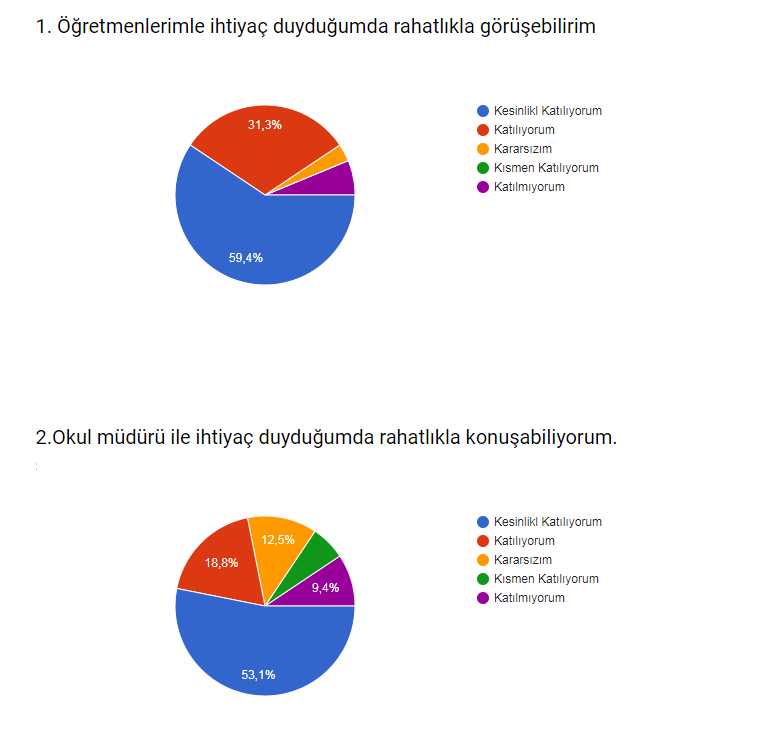 1. Öğretmenlerimle ihtiyaç duyduğumda rahatlıkla görüşebilirim
31,3%
59,4%
Kesinlikl Katılıyorum
Katılıyorum
Kararsızım
Kısmen Katılıyorum
Katılmıyorum
2.Okul müdürü ile ihtiyaç duyduğumda rahatlıkla konuşabiliyorum.
12,5%
18,8%
9,4%
53,1%
Kesinlikl Katılıyorum
Katılıyorum
Kararsızım
Kısmen Katılıyorum
Katılmıyorum